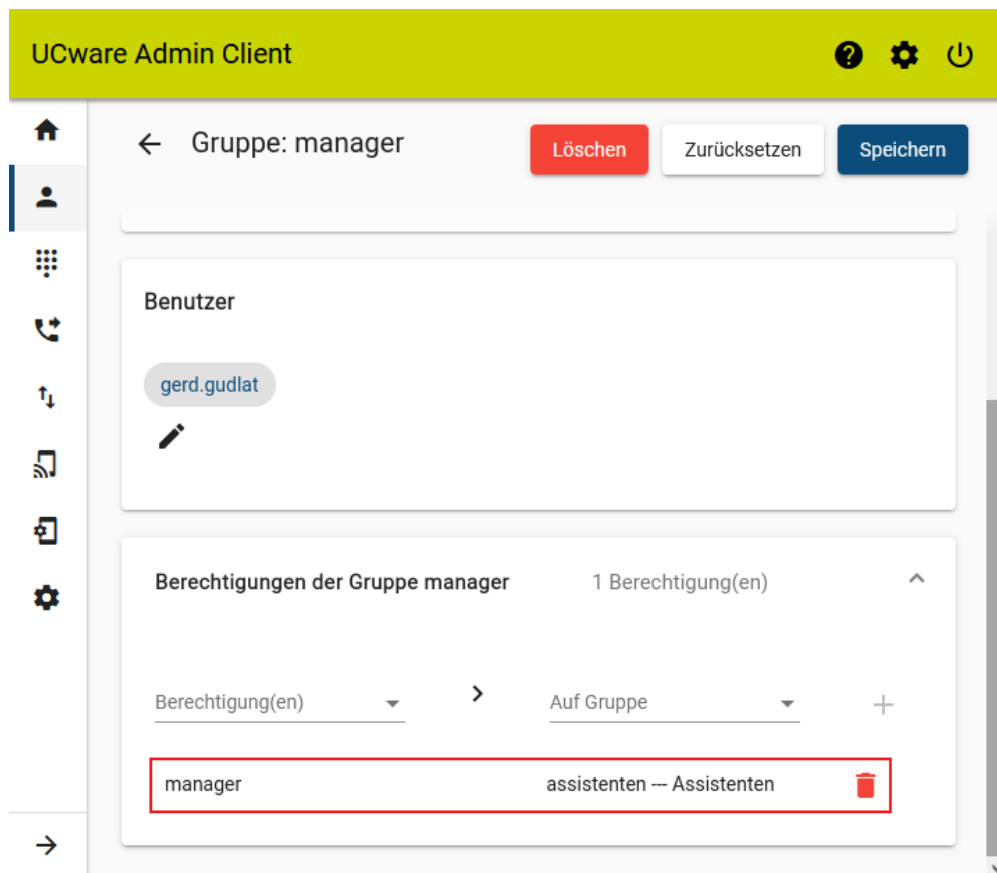 UCware Admin Client
Gruppe: manager
Löschen
Zurücksetzen
Speichern
Benutzer
gerd.gudlat
Berechtigungen der Gruppe manager
1 Berechtigung(en)
Berechtigung(en)
Auf Gruppe
manager
assistenten --- Assistenten